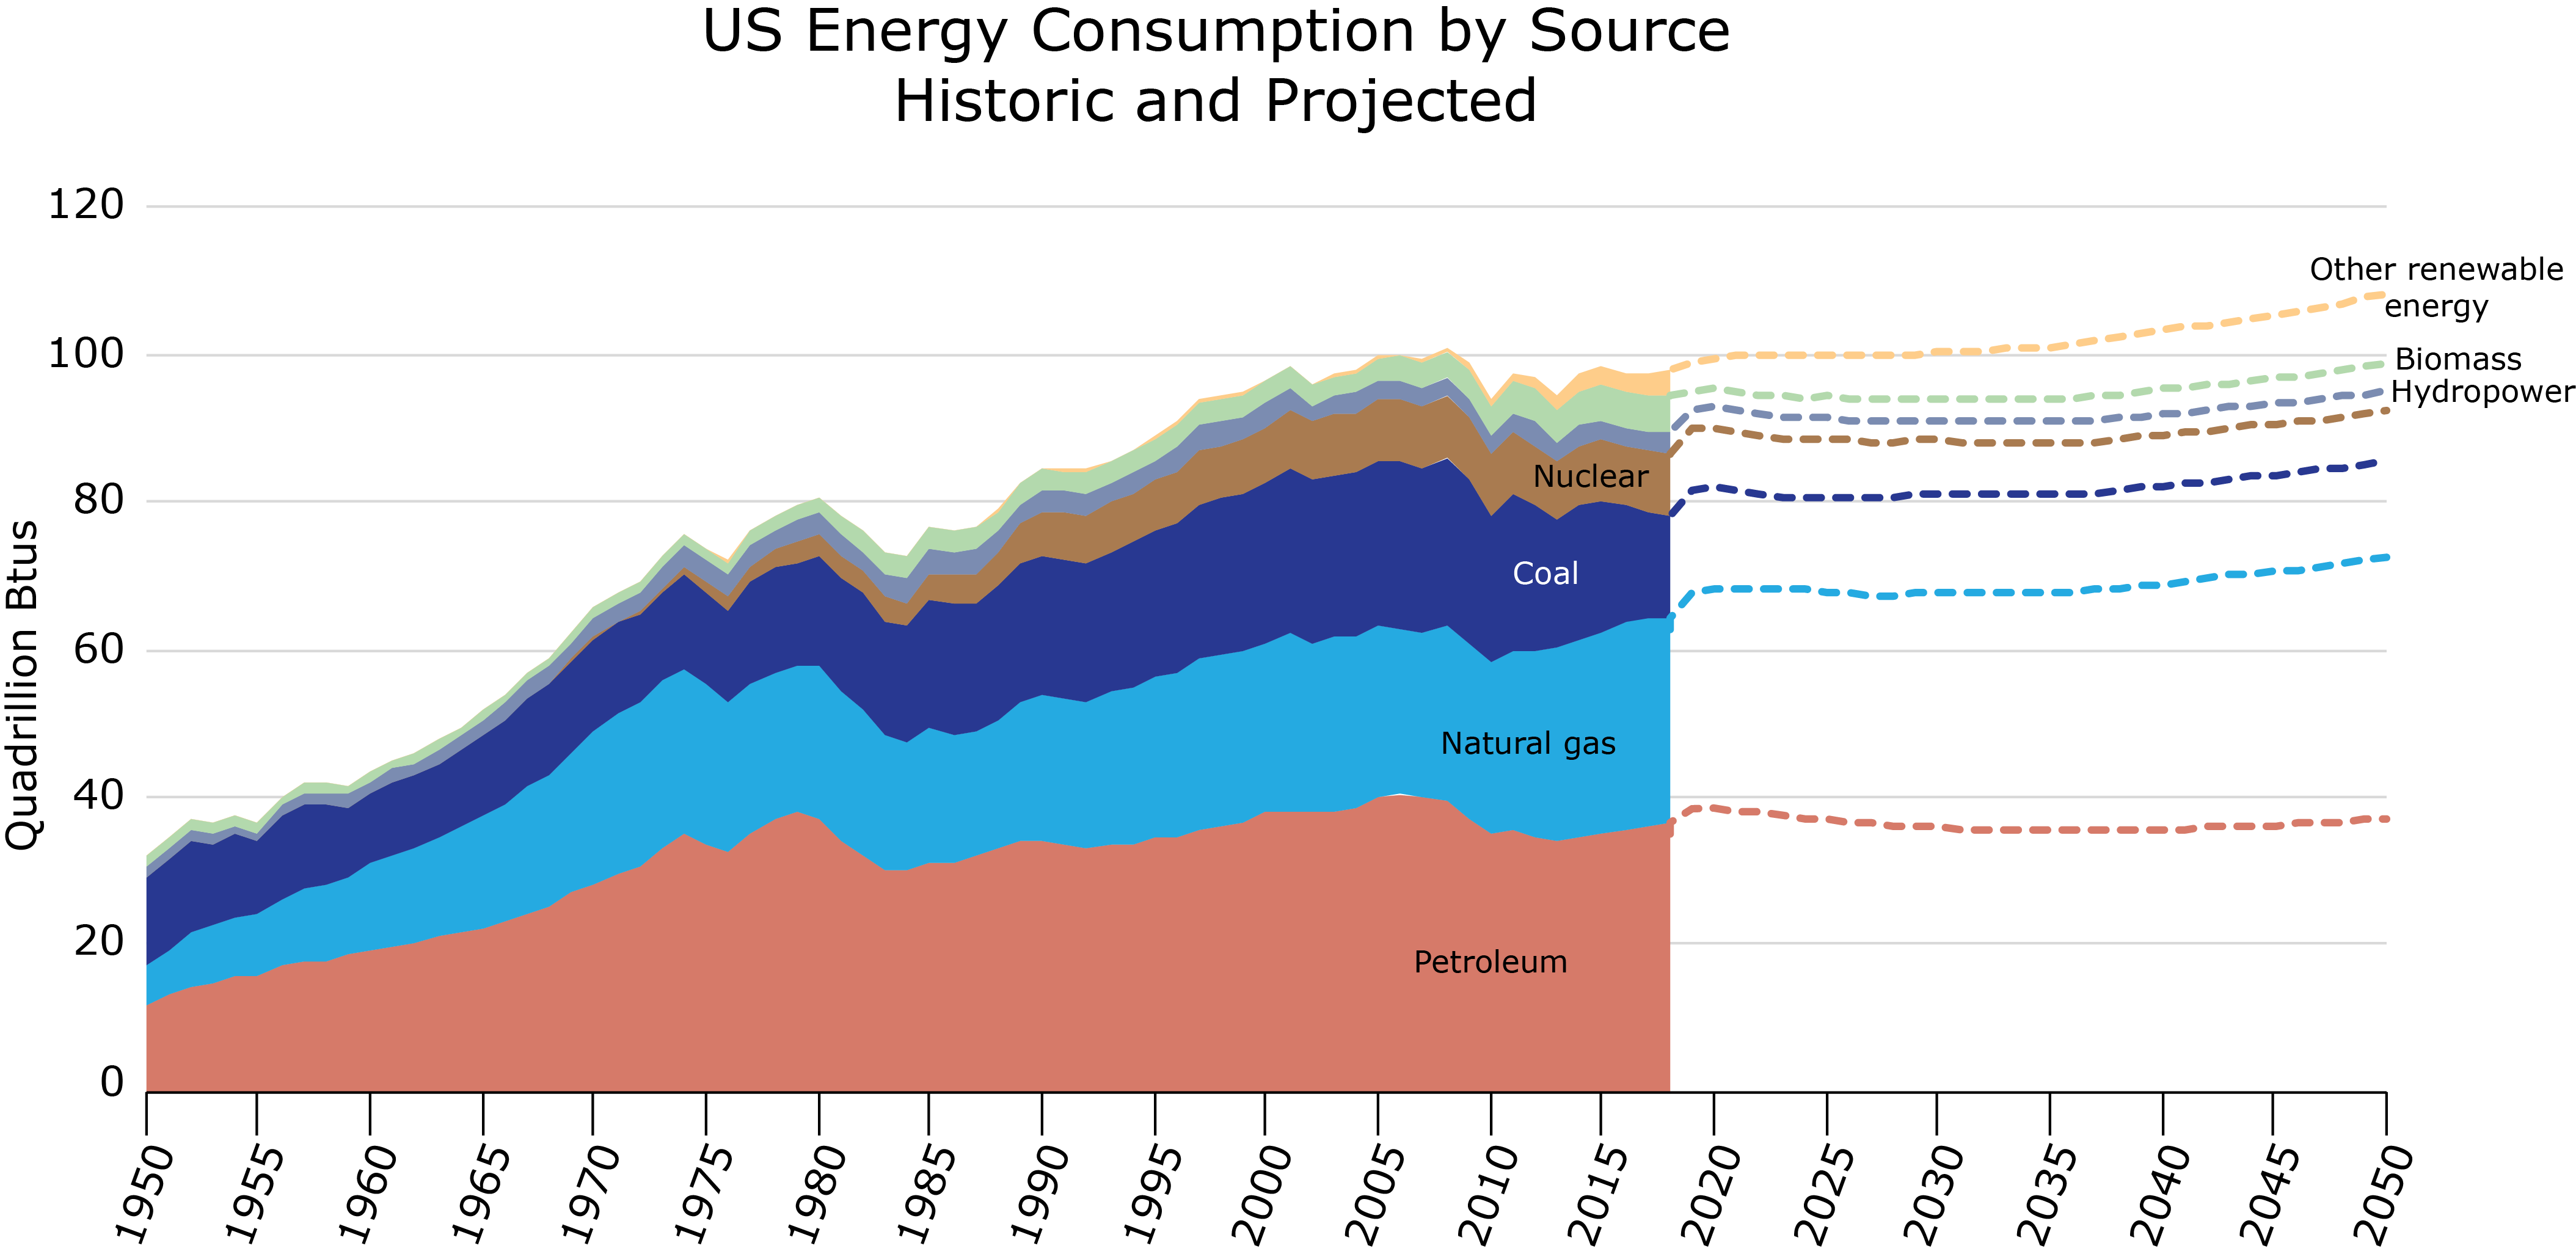 US Energy Consumption by Source
Historic and Projected
Quadrillion Btus
120
100
80
60
40
20
0
Other renewable
energy
Biomass
Hydropower
Nuclear
Coal
Natural gas
Petroleum
1950
1955
1960
1965
1970
1975
1980
1985
1990
1995
2000
2005
2010
2015
2020
2025
2030
2035
2040
2045
2050